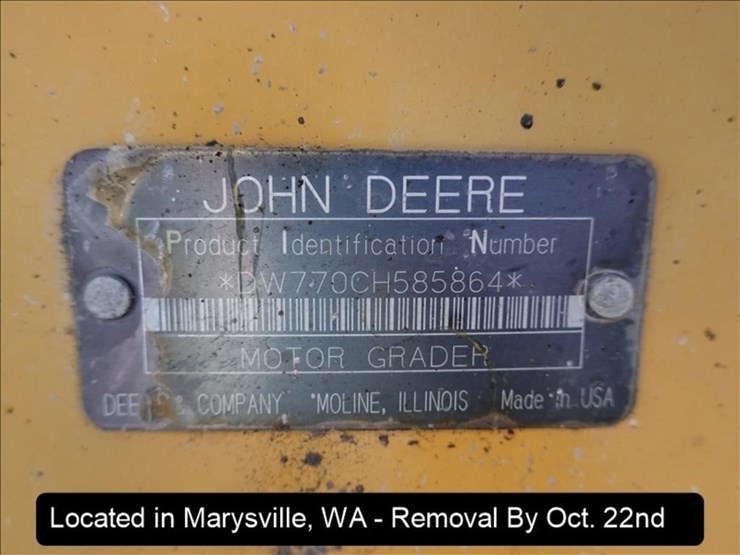 JOHN DEERE
Product Identification Number
*DW770CH585864*
MOTOR GRADER
DEERE & COMPANY MOLINE, ILLINOIS Made in USA
Located in Marysville, WA - Removal By Oct. 22nd